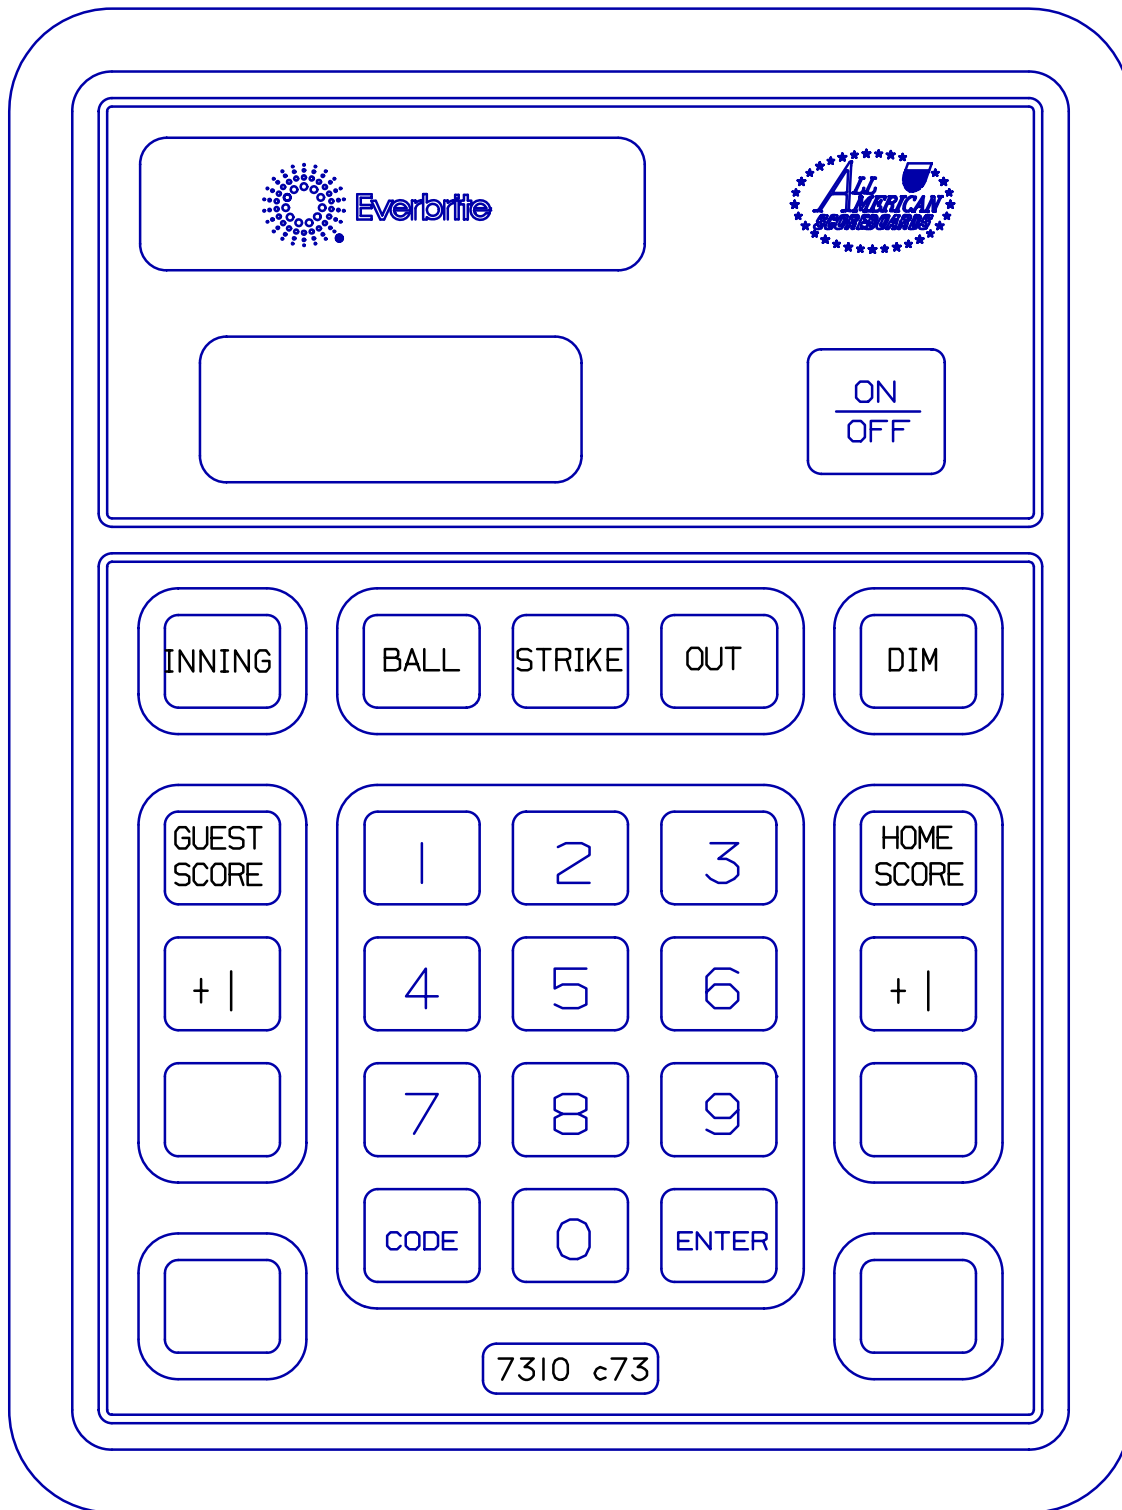 Everbrite
ALL
AMERICAN
SCOREBOARDS
ON
OFF
INNING
BALL
STRIKE
OUT
DIM
GUEST
SCORE
1
2
3
HOME
SCORE
+1
4
5
6
+1
7
8
9
CODE
0
ENTER
7310 c73